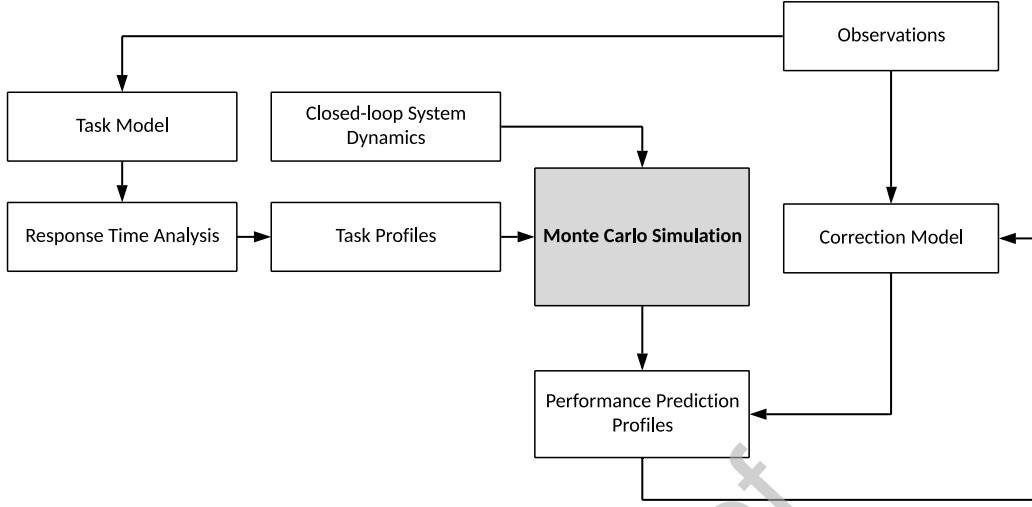 Observations
Task Model
Closed-loop System
Dynamics
Response Time Analysis
Task Profiles
Monte Carlo Simulation
Correction Model
Performance Prediction
Profiles